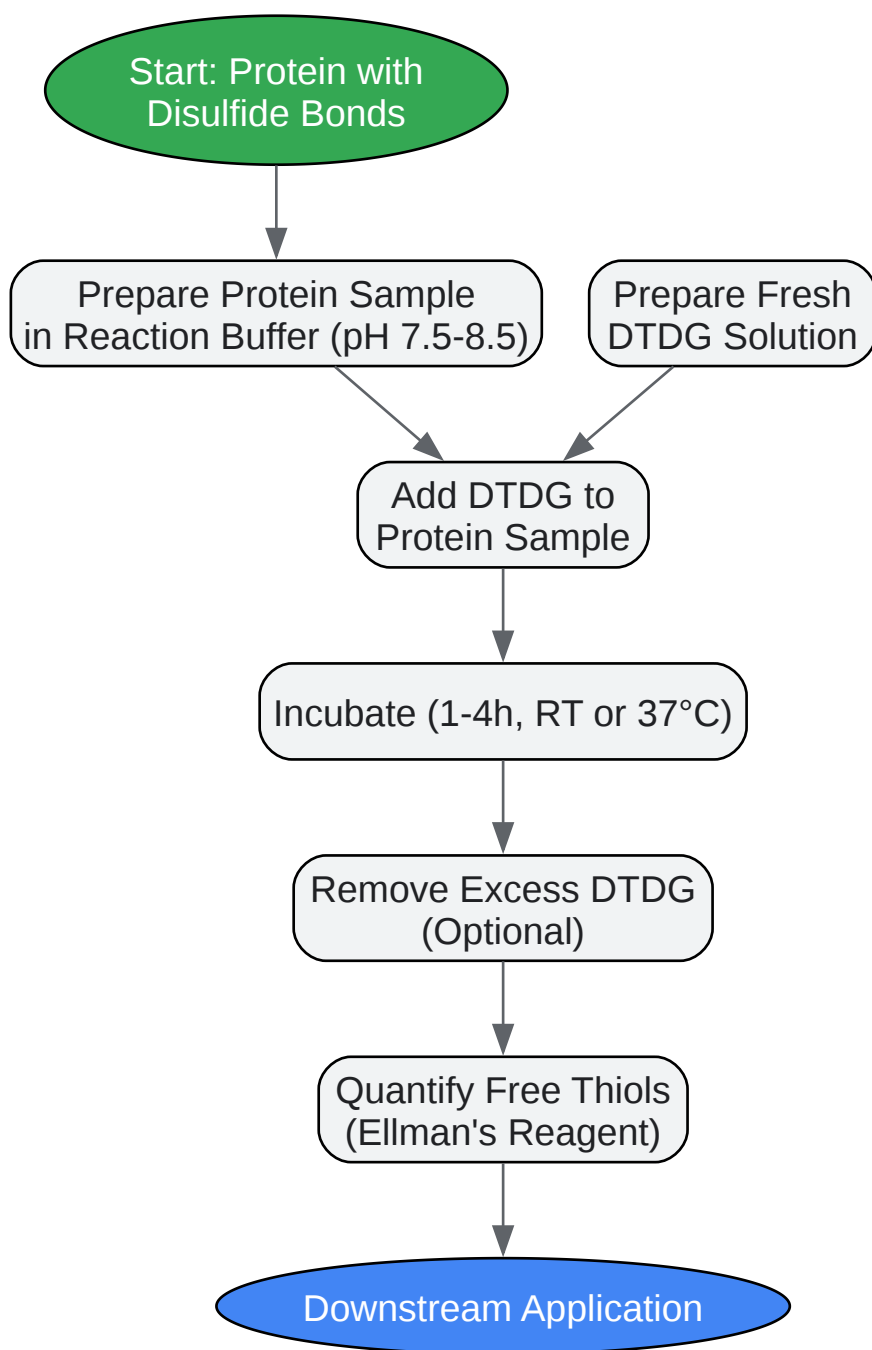 Start: Protein with
Disulfide Bonds
Prepare Protein Sample
in Reaction Buffer (pH 7.5-8.5)
Prepare Fresh
DTDG Solution
Add DTDG to
Protein Sample
Incubate (1-4h, RT or 37°C)
Remove Excess DTDG
(Optional)
Quantify Free Thiols
(Ellman's Reagent)
Downstream Application